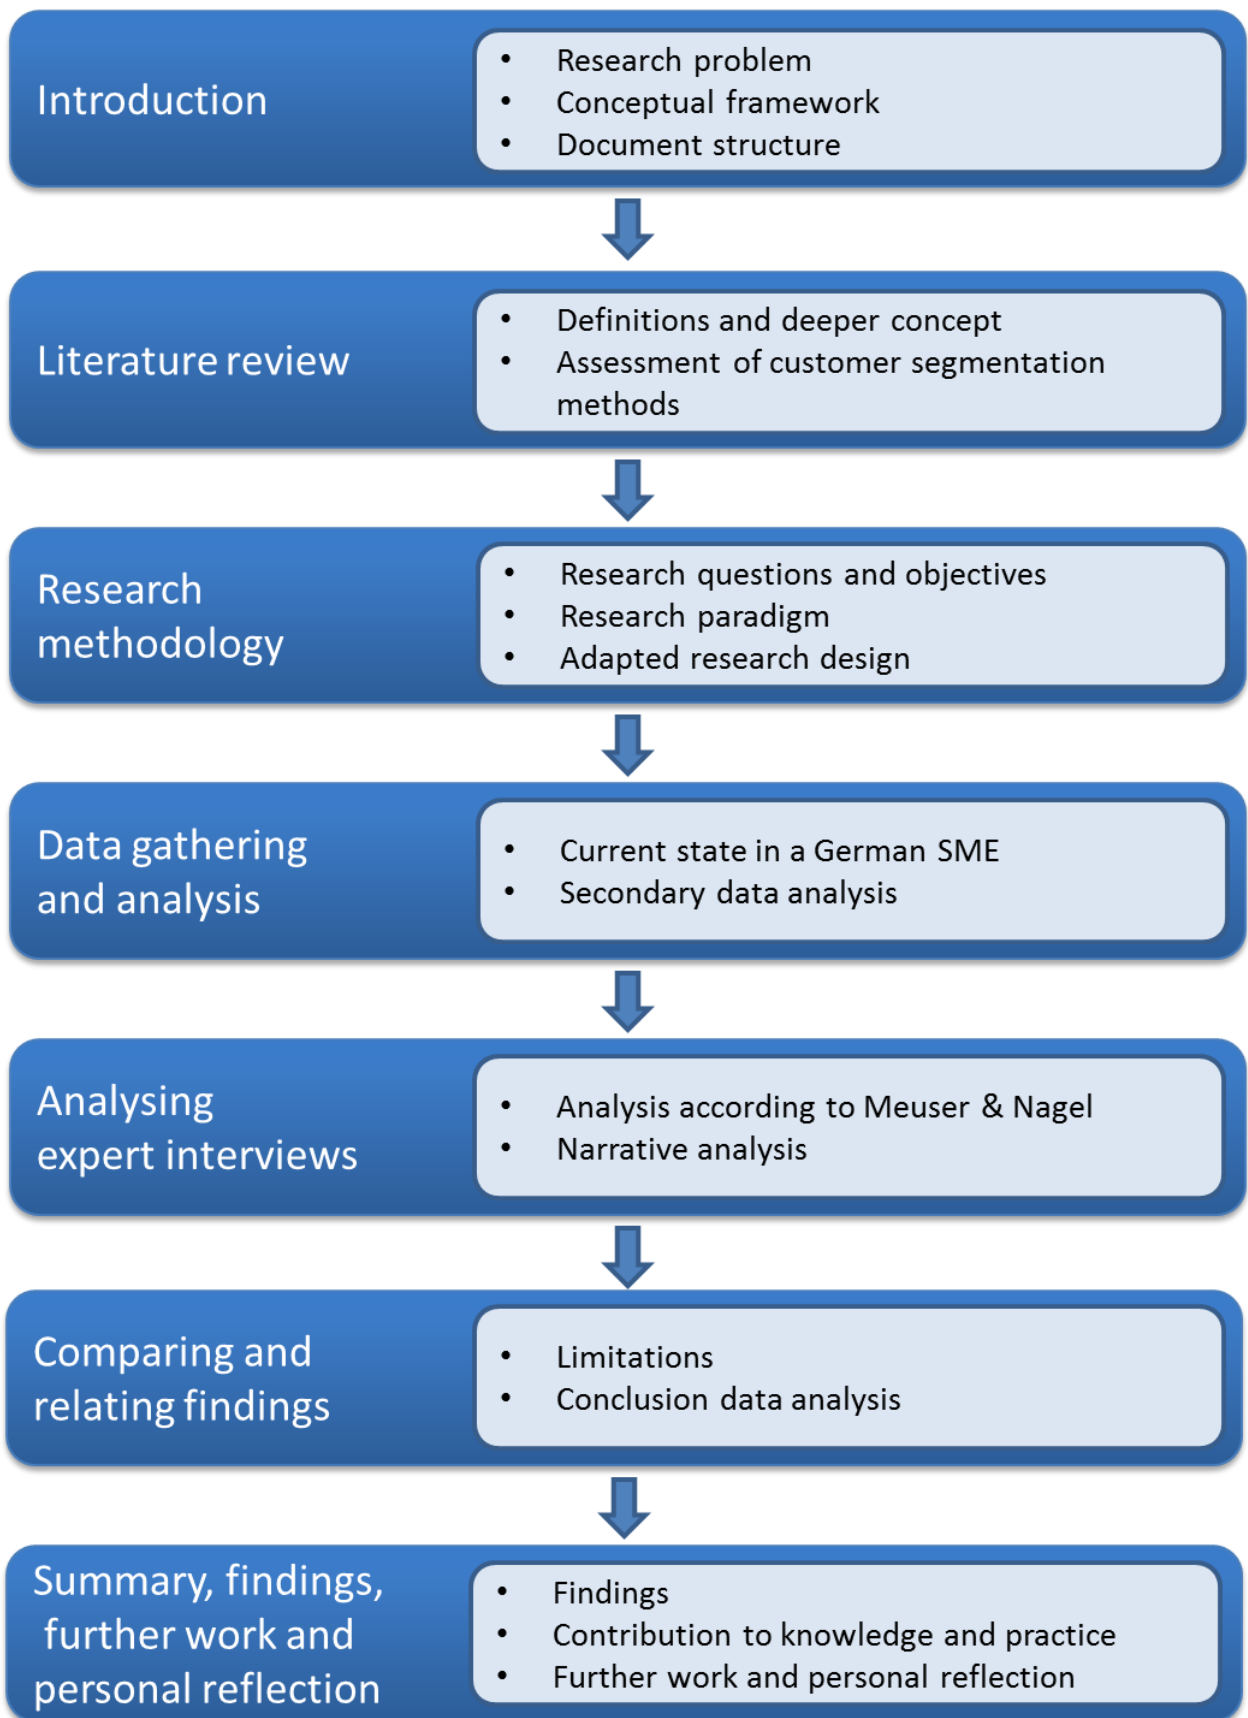 Introduction
• Research problem
• Conceptual framework
• Document structure
Literature review
• Definitions and deeper concept
• Assessment of customer segmentation
methods
Research
methodology
• Research questions and objectives
• Research paradigm
• Adapted research design
Data gathering
and analysis
• Current state in a German SME
• Secondary data analysis
Analysing
expert interviews
• Analysis according to Meuser & Nagel
• Narrative analysis
Comparing and
relating findings
• Limitations
• Conclusion data analysis
Summary, findings,
further work and
personal reflection
• Findings
• Contribution to knowledge and practice
• Further work and personal reflection